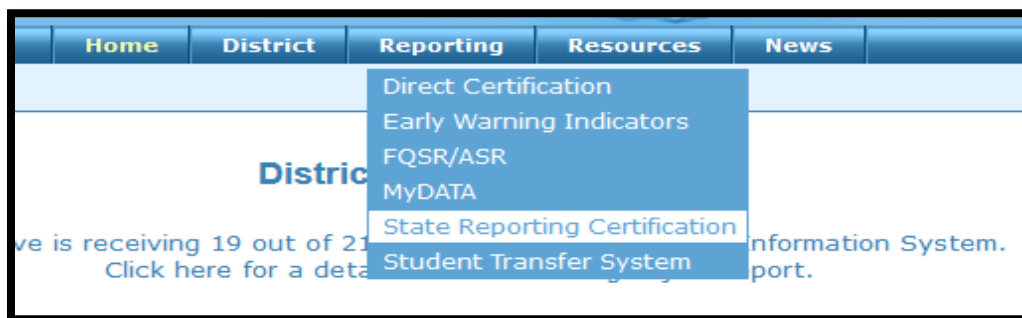 Home District Reporting Resources News
Direct Certification
Early Warning Indicators
FQSR/ASR
Distric
MyDATA
State Reporting Certification
ve is receiving 19 out of 21 nformation System.
Student Transfer System
Click here for a deta port.